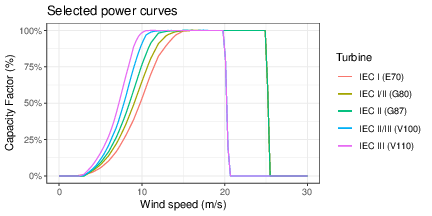 Selected power curves
100%
75%
50%
25%
0%
Capacity Factor (%)
0
10
20
30
Wind speed (m/s)
Turbine
IEC I (E70)
IEC I/II (G80)
IEC II (G87)
IEC II/III (V100)
IEC III (V110)